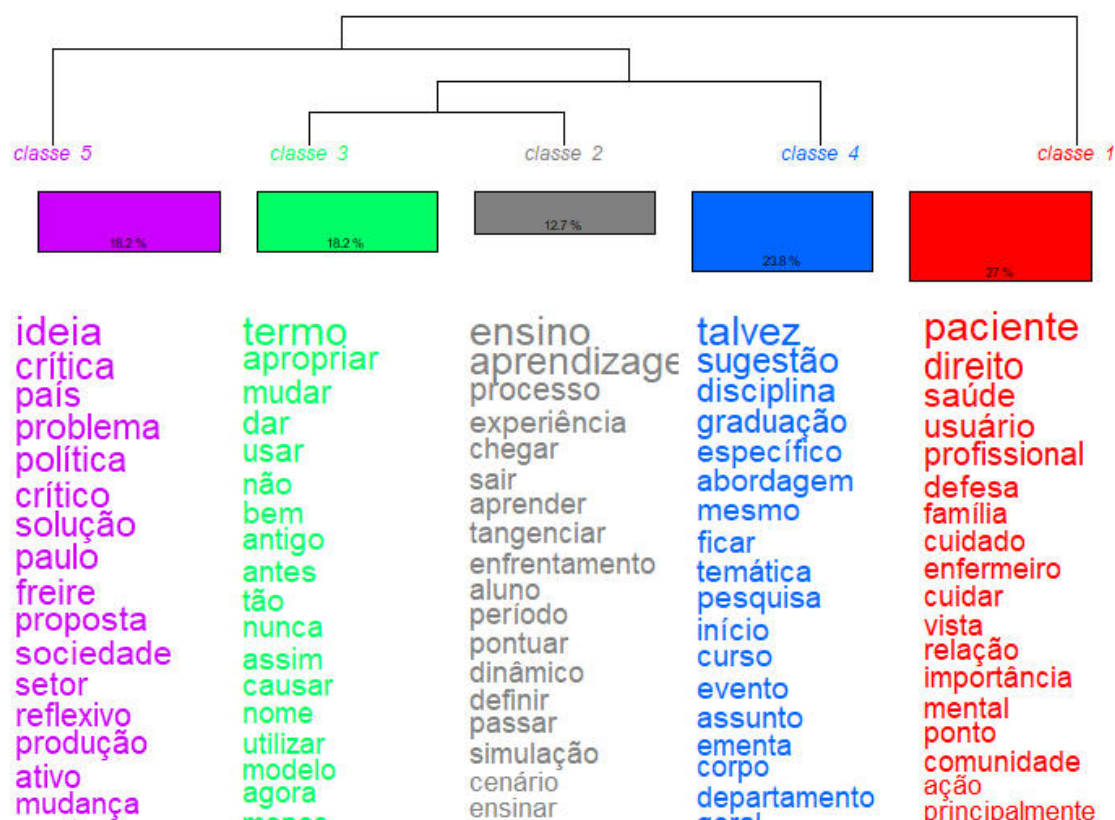 classe 5
classe 3
classe 2
classe 4
classe 1
18.2 %
18.2 %
12.7 %
23.8 %
27 %
ideia
crítica
país
problema
política
crítico
solução
paulo
freire
proposta
sociedade
setor
reflexivo
produção
ativo
mudança
termo
apropriar
mudar
dar
usar
não
bem
antigo
antes
tão
nunca
assim
causar
nome
utilizar
modelo
agora
ensino
aprendizage
processo
experiência
chegar
sair
aprender
tangenciar
enfrentamento
aluno
período
pontuar
dinâmico
definir
passar
simulação
cenário
ensinar
talvez
sugestão
disciplina
graduação
específico
abordagem
mesmo
ficar
temática
pesquisa
início
curso
evento
assunto
ementa
corpo
departamento
paciente
direito
saúde
usuário
profissional
defesa
família
cuidado
enfermeiro
cuidar
vista
relação
importância
mental
ponto
comunidade
ação
principalmente